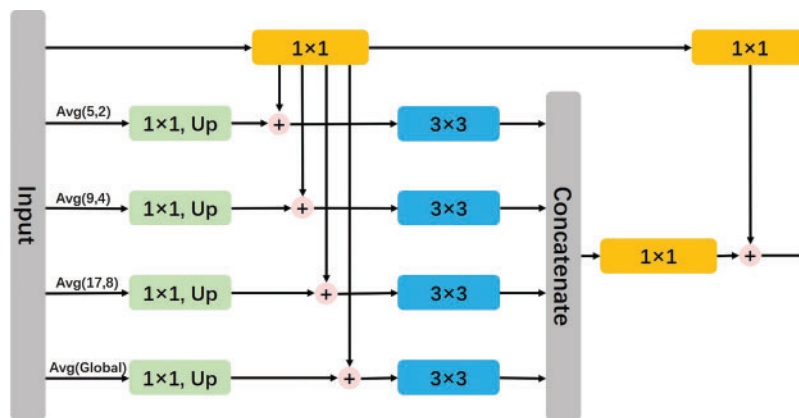 Input
1×1
1×1
Avg(5,2)
1×1, Up
+
3×3
Avg(9,4)
1×1, Up
+
3×3
Concatenate
1×1
+
Avg(17,8)
1×1, Up
+
3×3
Avg(Global)
1×1, Up
+
3×3